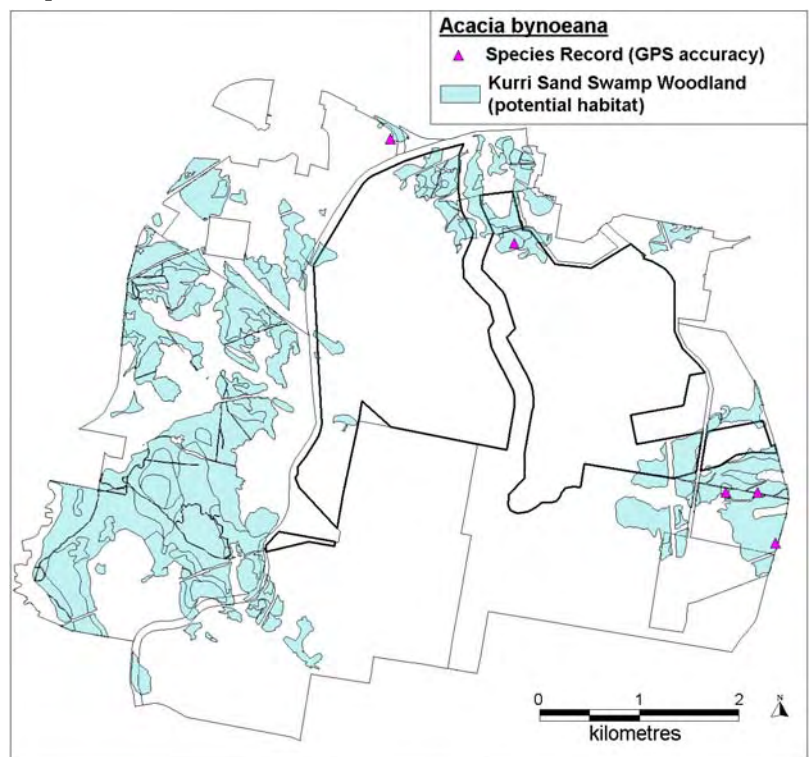 Acacia bynoeana
Species Record (GPS accuracy)
Kurri Sand Swamp Woodland
(potential habitat)
0 1 2
kilometres
N